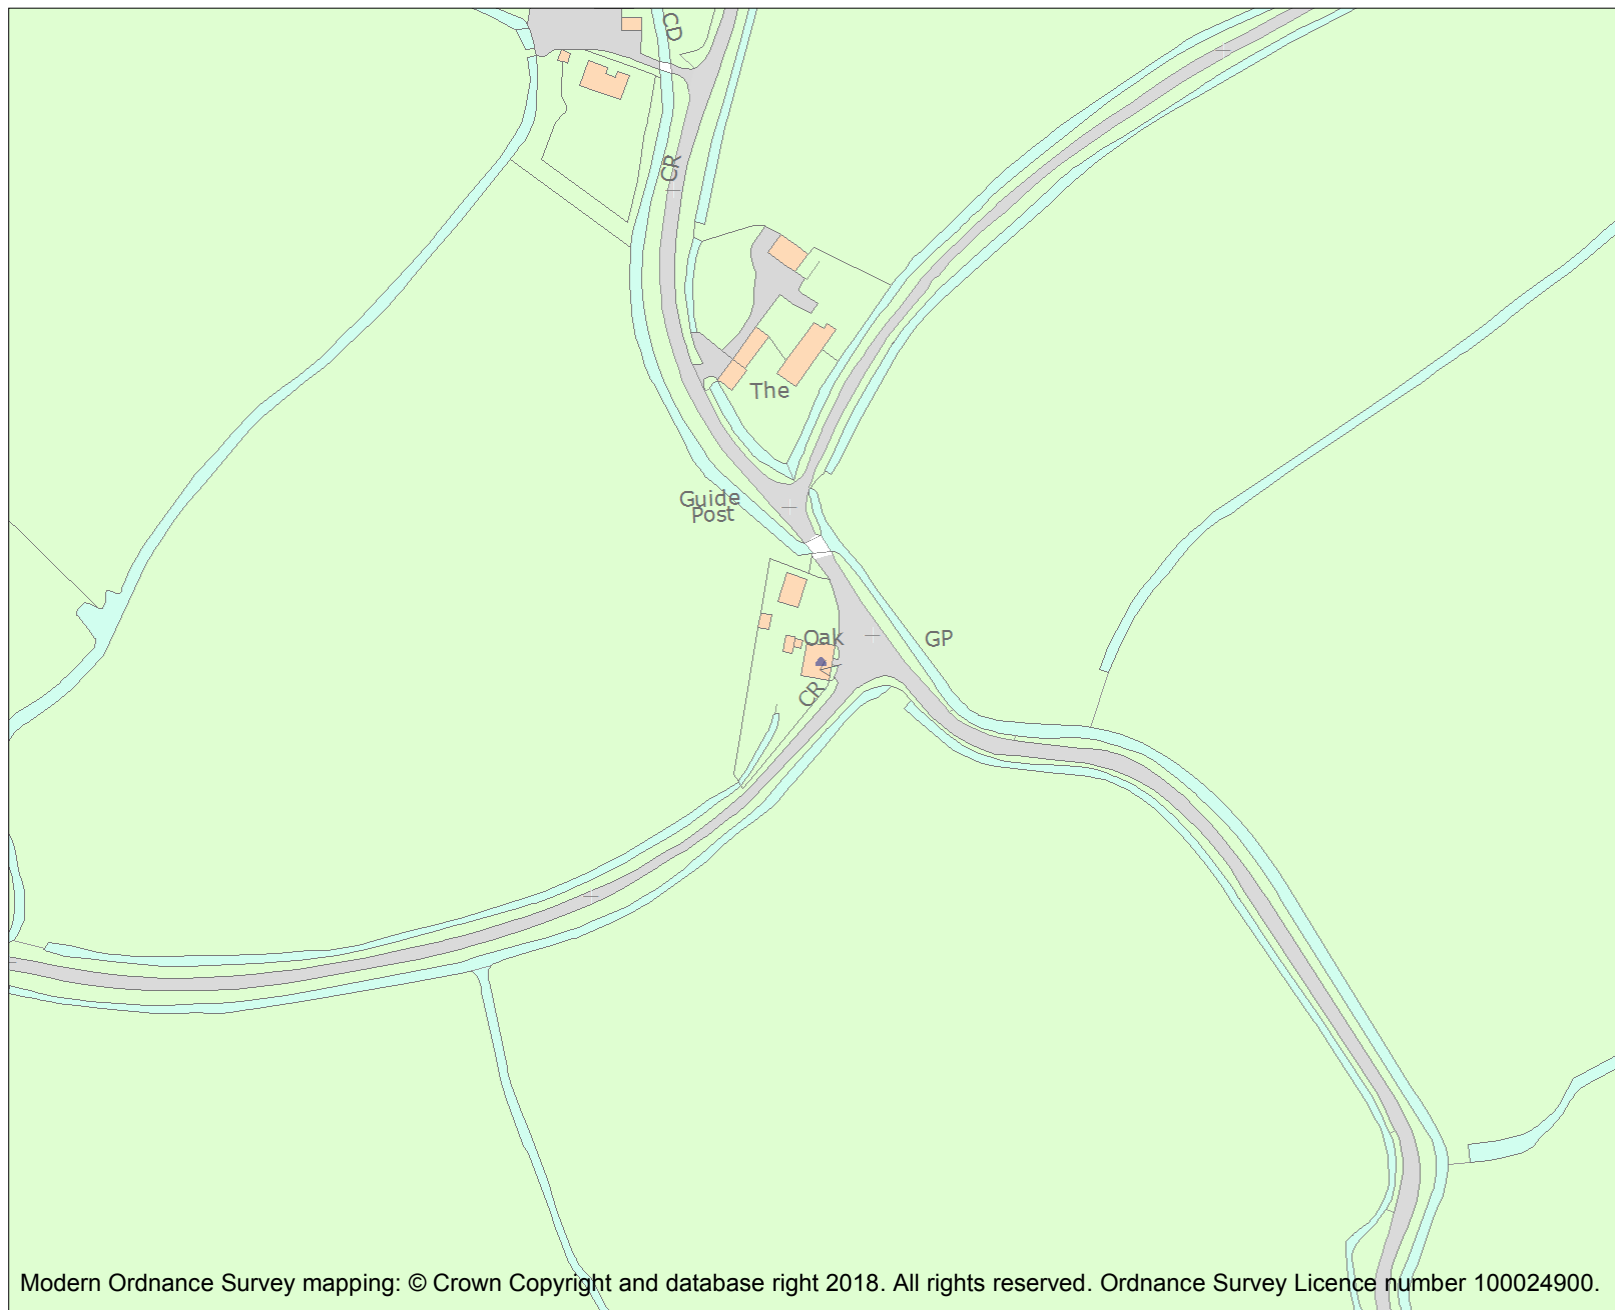 CD
CR
The
Guide
Post
Oak
GP
CR
Modern Ordnance Survey mapping: © Crown Copyright and database right 2018. All rights reserved. Ordnance Survey Licence number 100024900.